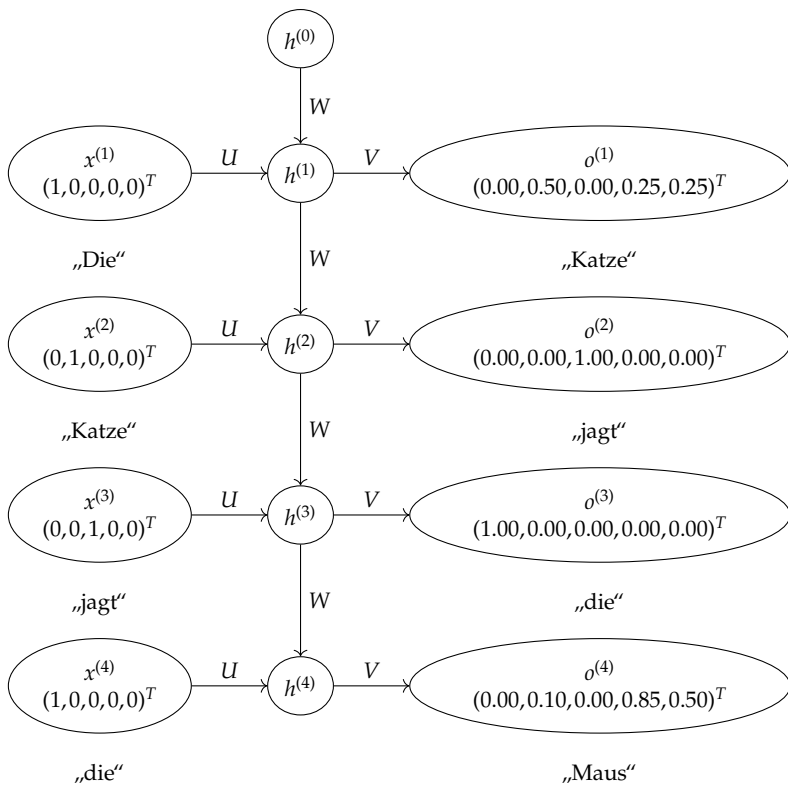 h^(0)
W
x^(1)
(1, 0, 0, 0, 0)^T
U
h^(1)
V
o^(1)
(0.00, 0.50, 0.00, 0.25, 0.25)^T
„Die“
W
„Katze“
x^(2)
(0, 1, 0, 0, 0)^T
U
h^(2)
V
o^(2)
(0.00, 0.00, 1.00, 0.00, 0.00)^T
„Katze“
W
„jagt“
x^(3)
(0, 0, 1, 0, 0)^T
U
h^(3)
V
o^(3)
(1.00, 0.00, 0.00, 0.00, 0.00)^T
„jagt“
W
„die“
x^(4)
(1, 0, 0, 0, 0)^T
U
h^(4)
V
o^(4)
(0.00, 0.10, 0.00, 0.85, 0.50)^T
„die“
„Maus“